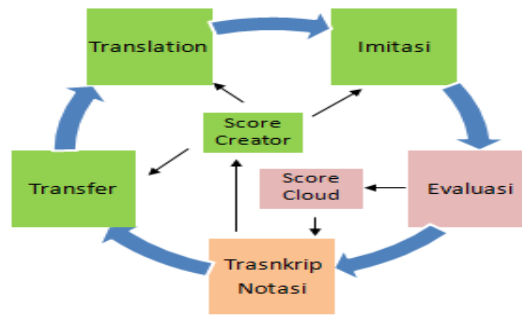 Translation
Imitasi
Score
Creator
Transfer
Score
Cloud
Evaluasi
Trasnkrip
Notasi